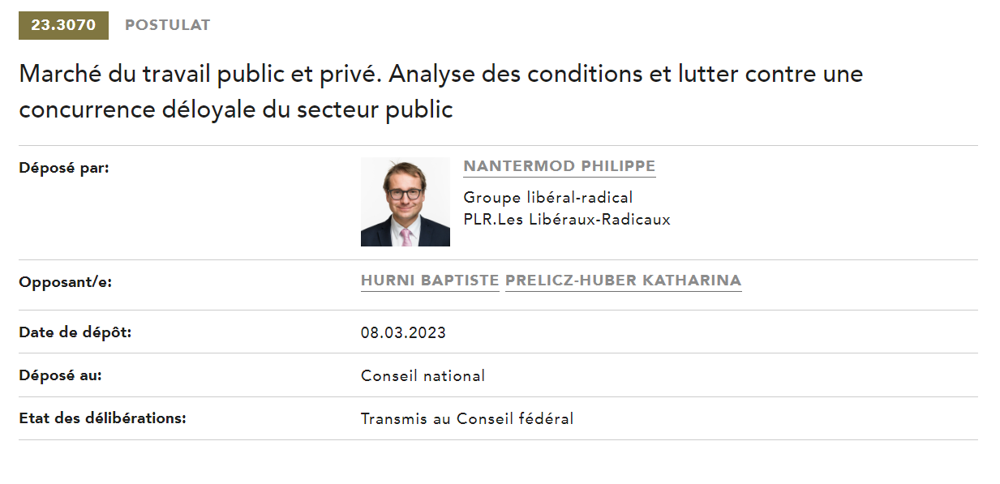 23.3070 POSTULAT
Marché du travail public et privé. Analyse des conditions et lutter contre une
concurrence déloyale du secteur public
Déposé par:
NANTERMOD PHILIPPE
Groupe libéral-radical
PLR.Les Libéraux-Radicaux
Opposant/e:
HURNI BAPTISTE PRELICZ-HUBER KATHARINA
Date de dépôt:
08.03.2023
Déposé au:
Conseil national
Etat des délibérations:
Transmis au Conseil fédéral